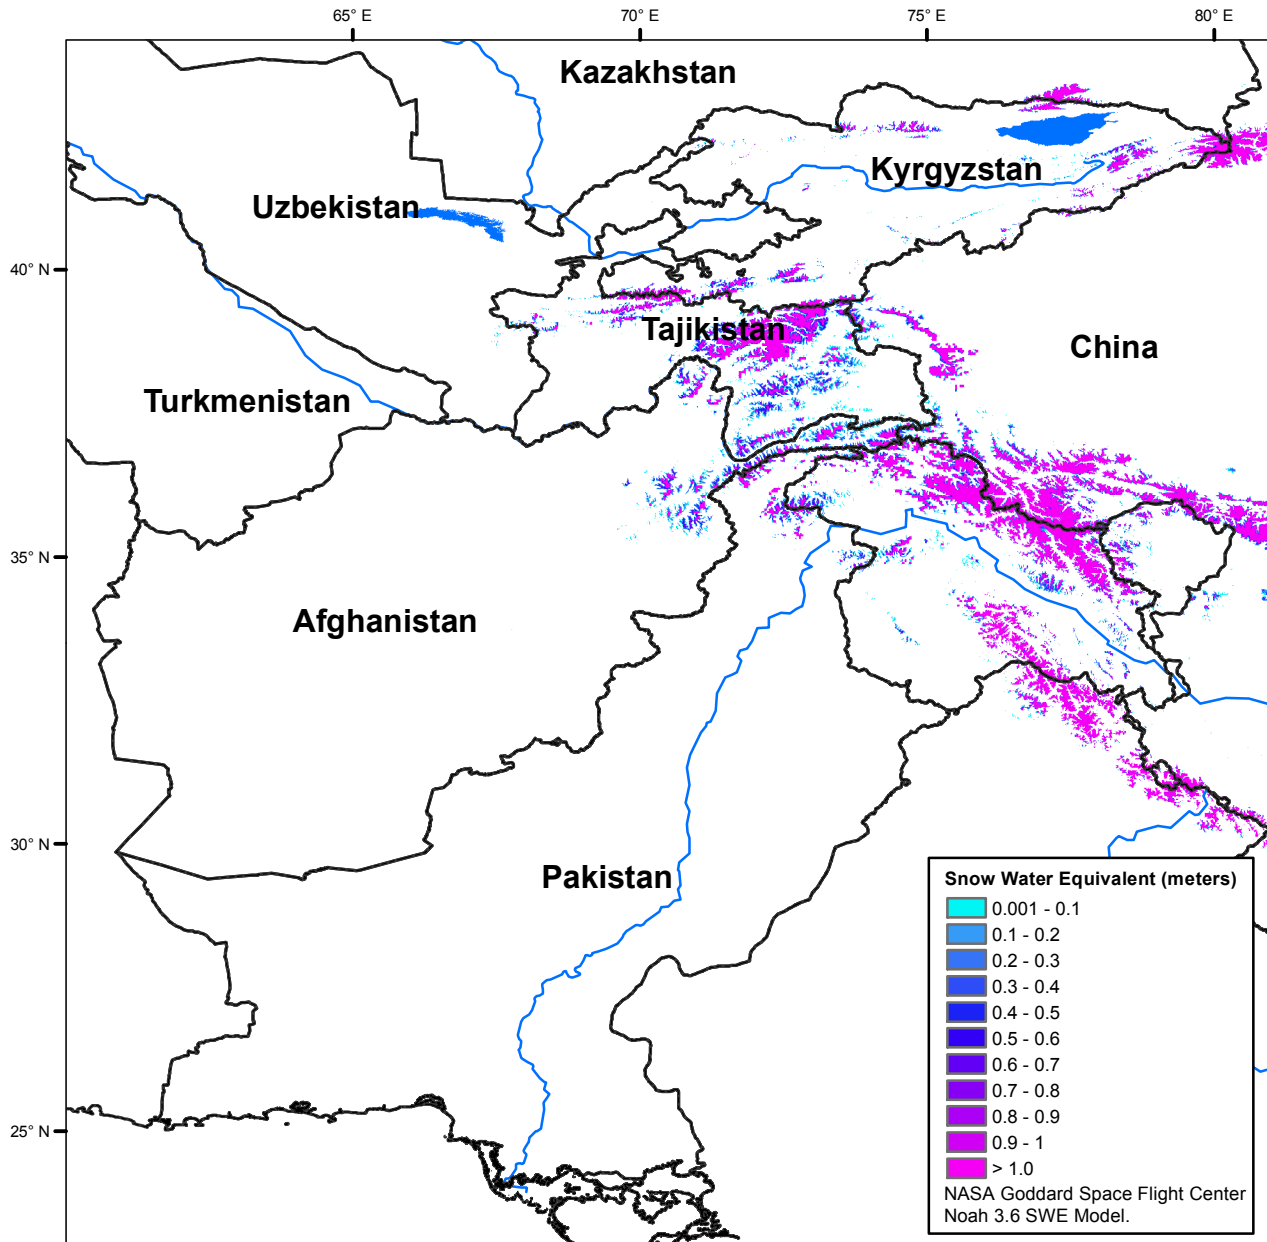 65° E
70° E
75° E
80° E
Kazakhstan
Kyrgyzstan
Uzbekistan
40° N
Tajikistan
China
Turkmenistan
35° N
Afghanistan
30° N
Pakistan
25° N
Snow Water Equivalent (meters)
0.001 - 0.1
0.1 - 0.2
0.2 - 0.3
0.3 - 0.4
0.4 - 0.5
0.5 - 0.6
0.6 - 0.7
0.7 - 0.8
0.8 - 0.9
0.9 - 1
> 1.0
NASA Goddard Space Flight Center
Noah 3.6 SWE Model.